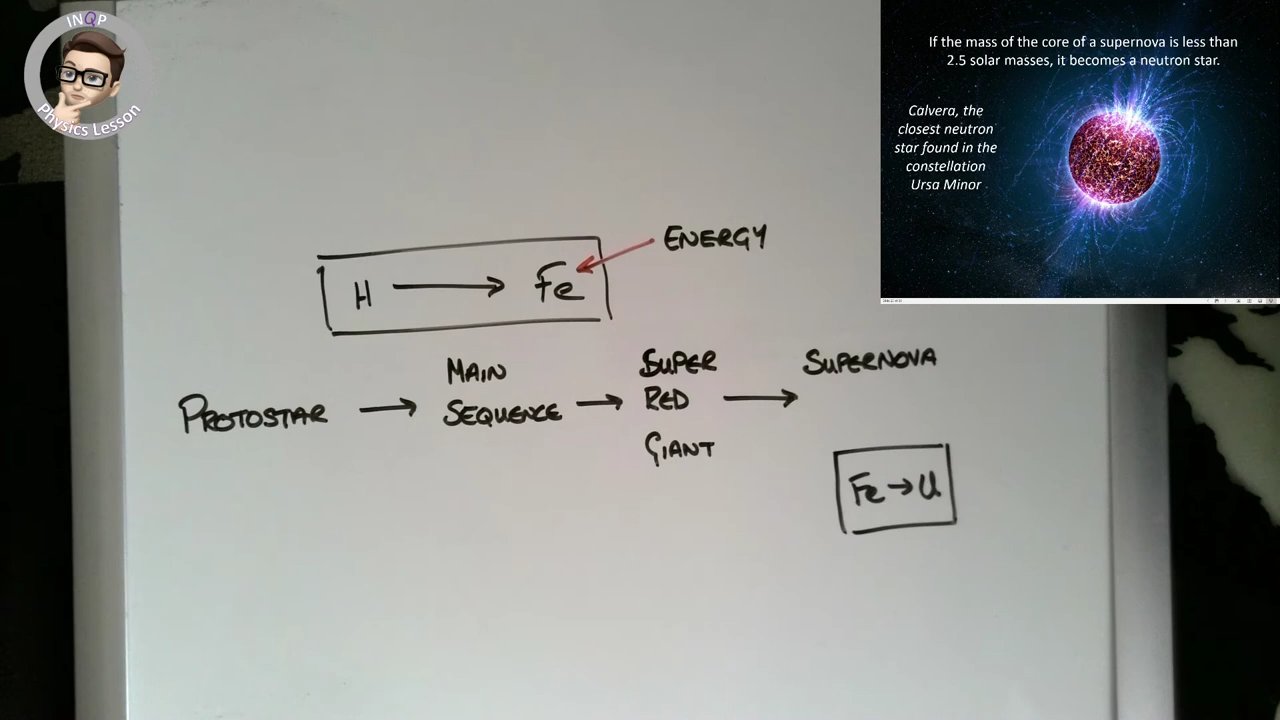 INQP
Physics Lesson
If the mass of the core of a supernova is less than
2.5 solar masses, it becomes a neutron star.
Calvera, the
closest neutron
star found in the
constellation
Ursa Minor
ENERGY
H → Fe
MAIN
SEQUENCE
SUPER
RED
GIANT
SUPERNOVA
PROTOSTAR → → →
Fe → U